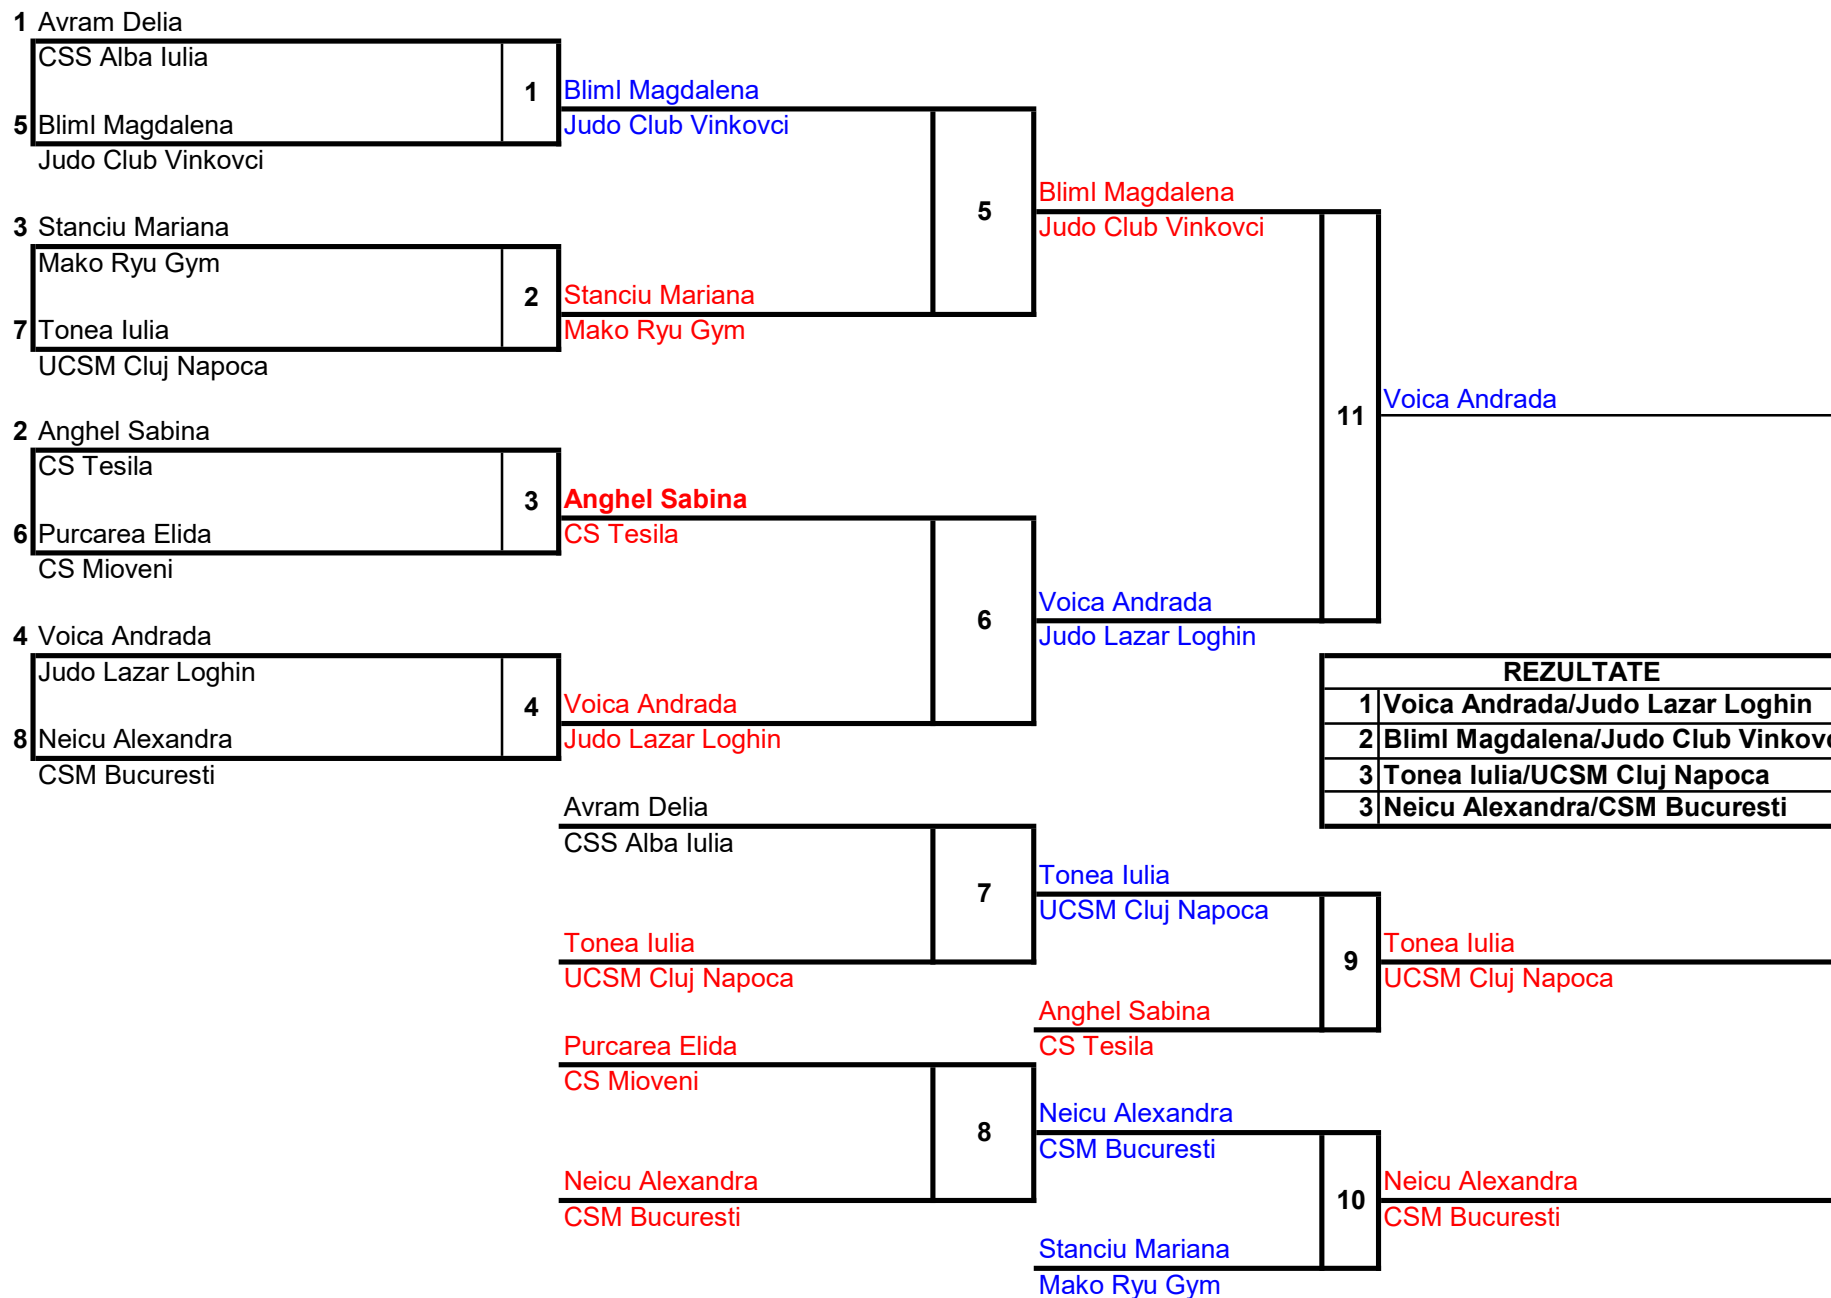 1 Avram Delia
CSS Alba Iulia
1
Bliml Magdalena
5 Bliml Magdalena
Judo Club Vinkovci
Judo Club Vinkovci
Bliml Magdalena
5
3 Stanciu Mariana
Judo Club Vinkovci
Mako Ryu Gym
2
Stanciu Mariana
7 Tonea Iulia
Mako Ryu Gym
UCSM Cluj Napoca
Voica Andrada
11
2 Anghel Sabina
CS Tesila
3
Anghel Sabina
6 Purcarea Elida
CS Tesila
CS Mioveni
Voica Andrada
6
4 Voica Andrada
Judo Lazar Loghin
Judo Lazar Loghin
REZULTATE
4
Voica Andrada
1 Voica Andrada/Judo Lazar Loghin
8 Neicu Alexandra
Judo Lazar Loghin
2 Bliml Magdalena/Judo Club Vinkov
CSM Bucuresti
3 Tonea Iulia/UCSM Cluj Napoca
Avram Delia
3 Neicu Alexandra/CSM Bucuresti
CSS Alba Iulia
Tonea Iulia
7
UCSM Cluj Napoca
Tonea Iulia
Tonea Iulia
9
UCSM Cluj Napoca
UCSM Cluj Napoca
Anghel Sabina
Purcarea Elida
CS Tesila
CS Mioveni
Neicu Alexandra
8
CSM Bucuresti
Neicu Alexandra
Neicu Alexandra
10
CSM Bucuresti
CSM Bucuresti
Stanciu Mariana
Mako Ryu Gym